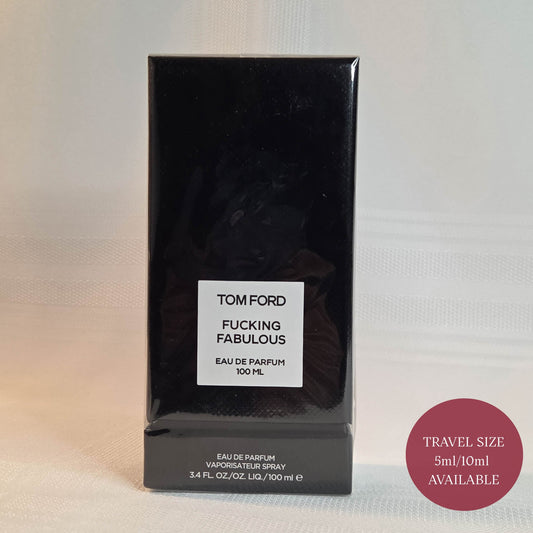 TOM FORD
FUCKING
FABULOUS
EAU DE PARFUM
100 ML
EAU DE PARFUM
VAPORISATEUR SPRAY
3.4 FL. OZ./OZ. LIQ./100 ml ℮
TRAVEL SIZE
5ml/10ml
AVAILABLE